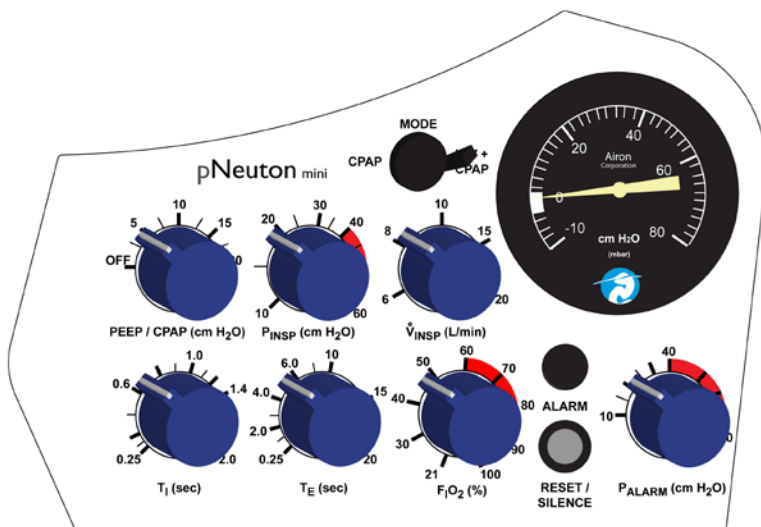 MODE
CPAP
+
CPAP
pNeuton mini
20
40
60
80
0
-10
Airon
Corporation
cm H₂O
(mbar)
OFF
5
10
15
PEEP / CPAP (cm H₂O)
10
20
30
40
60
PINSP (cm H₂O)
6
8
10
15
20
V̊INSP (L/min)
0.25
0.6
1.0
1.4
2.0
TI (sec)
0.25
2.0
4.0
6.0
10
15
20
TE (sec)
21
30
40
50
60
70
80
90
100
FIO₂ (%)
ALARM
RESET /
SILENCE
10
40
PALARM (cm H₂O)